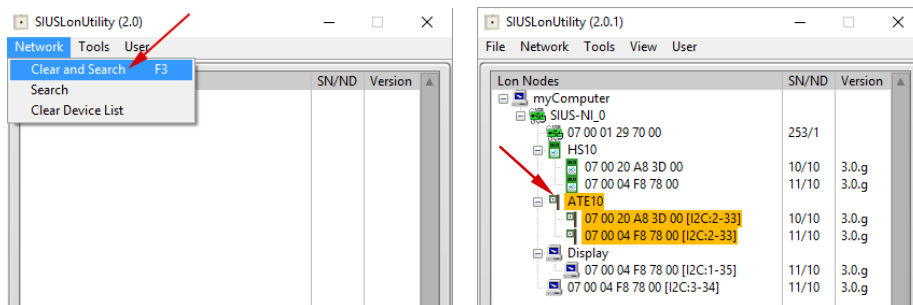 SIUSLonUtility (2.0)
Network Tools User
Clear and Search F3
Search
Clear Device List
SN/ND Version
SIUSLonUtility (2.0.1)
File Network Tools View User
Lon Nodes SN/ND Version
myComputer
SIUS-NI_0
07 00 01 29 70 00 253/1
HS10
07 00 20 A8 3D 00 10/10 3.0.g
07 00 04 F8 78 00 11/10 3.0.g
ATE10
07 00 20 A8 3D 00 [I2C:2-33] 10/10 3.0.g
07 00 04 F8 78 00 [I2C:2-33] 11/10 3.0.g
Display
07 00 04 F8 78 00 [I2C:1-35] 11/10 3.0.g
07 00 04 F8 78 00 [I2C:3-34] 11/10 3.0.g